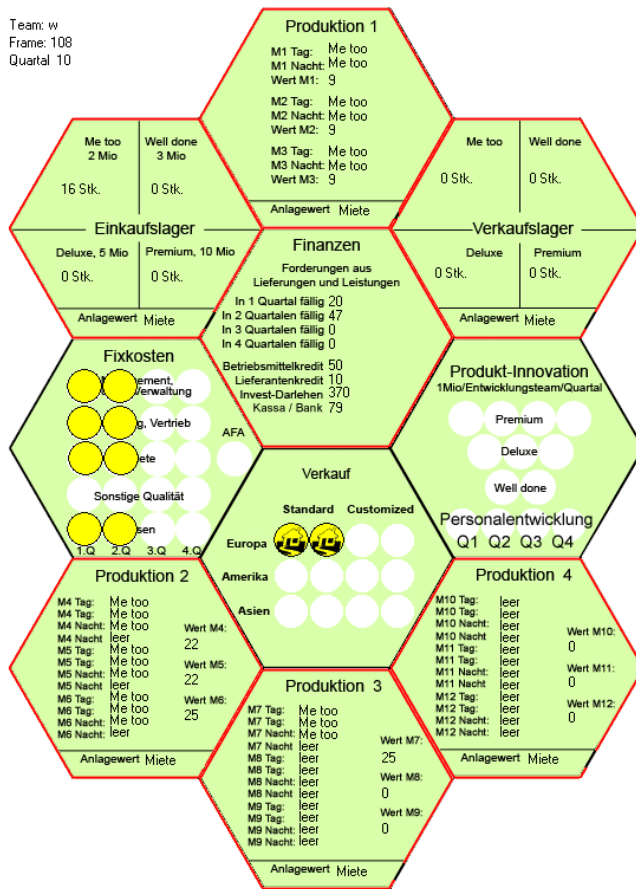 Team: w
Frame: 108
Quartal 10
Produktion 1
M1 Tag: Me too
M1 Nacht: Me too
Wert M1: 9
M2 Tag: Me too
M2 Nacht: Me too
Wert M2: 9
M3 Tag: Me too
M3 Nacht: Me too
Wert M3: 9
Anlagewert Miete
Me too
2 Mio
Well done
3 Mio
16 Stk.
0 Stk.
Einkaufslager
Deluxe, 5 Mio
Premium, 10 Mio
0 Stk.
0 Stk.
Anlagewert Miete
Me too
Well done
0 Stk.
0 Stk.
Verkaufslager
Deluxe
Premium
0 Stk.
0 Stk.
Anlagewert Miete
Finanzen
Forderungen aus
Lieferungen und Leistungen
In 1 Quartal fällig 20
In 2 Quartalen fällig 47
In 3 Quartalen fällig 0
In 4 Quartalen fällig 0
Betriebsmittelkredit 50
Lieferantenkredit 10
Invest-Darlehen 370
Kassa / Bank 79
Fixkosten
Verwaltung
Vertrieb
AFA
Sonstige Qualität
1.Q 2.Q 3.Q 4.Q
Produkt-Innovation
1Mio/Entwicklungsteam/Quartal
Premium
Deluxe
Well done
Personalentwicklung
Q1 Q2 Q3 Q4
Verkauf
Standard Customized
Europa
Amerika
Asien
Produktion 2
M4 Tag: Me too
M4 Tag: Me too
M4 Nacht: Me too
M4 Nacht leer
Wert M4:
22
M5 Tag: Me too
M5 Tag: Me too
M5 Nacht Me too
M5 Nacht leer
Wert M5:
22
M6 Tag: Me too
M6 Tag: Me too
M6 Nacht: Me too
M6 Nacht: leer
Wert M6:
25
Anlagewert Miete
Produktion 3
M7 Tag: Me too
M7 Tag: Me too
M7 Nacht: Me too
M7 Nacht leer
Wert M7:
25
M8 Tag: leer
M8 Tag: leer
M8 Nacht: leer
M8 Nacht leer
Wert M8:
0
M9 Tag: leer
M9 Tag: leer
M9 Nacht: leer
M9 Nacht: leer
Wert M9:
0
Anlagewert Miete
Produktion 4
M10 Tag: leer
M10 Tag: leer
M10 Nacht: leer
M10 Nacht leer
Wert M10:
0
M11 Tag: leer
M11 Tag: leer
M11 Nacht leer
M11 Nacht leer
Wert M11:
0
M12 Tag: leer
M12 Tag: leer
M12 Nacht: leer
M12 Nacht: leer
Wert M12:
0
Anlagewert Miete